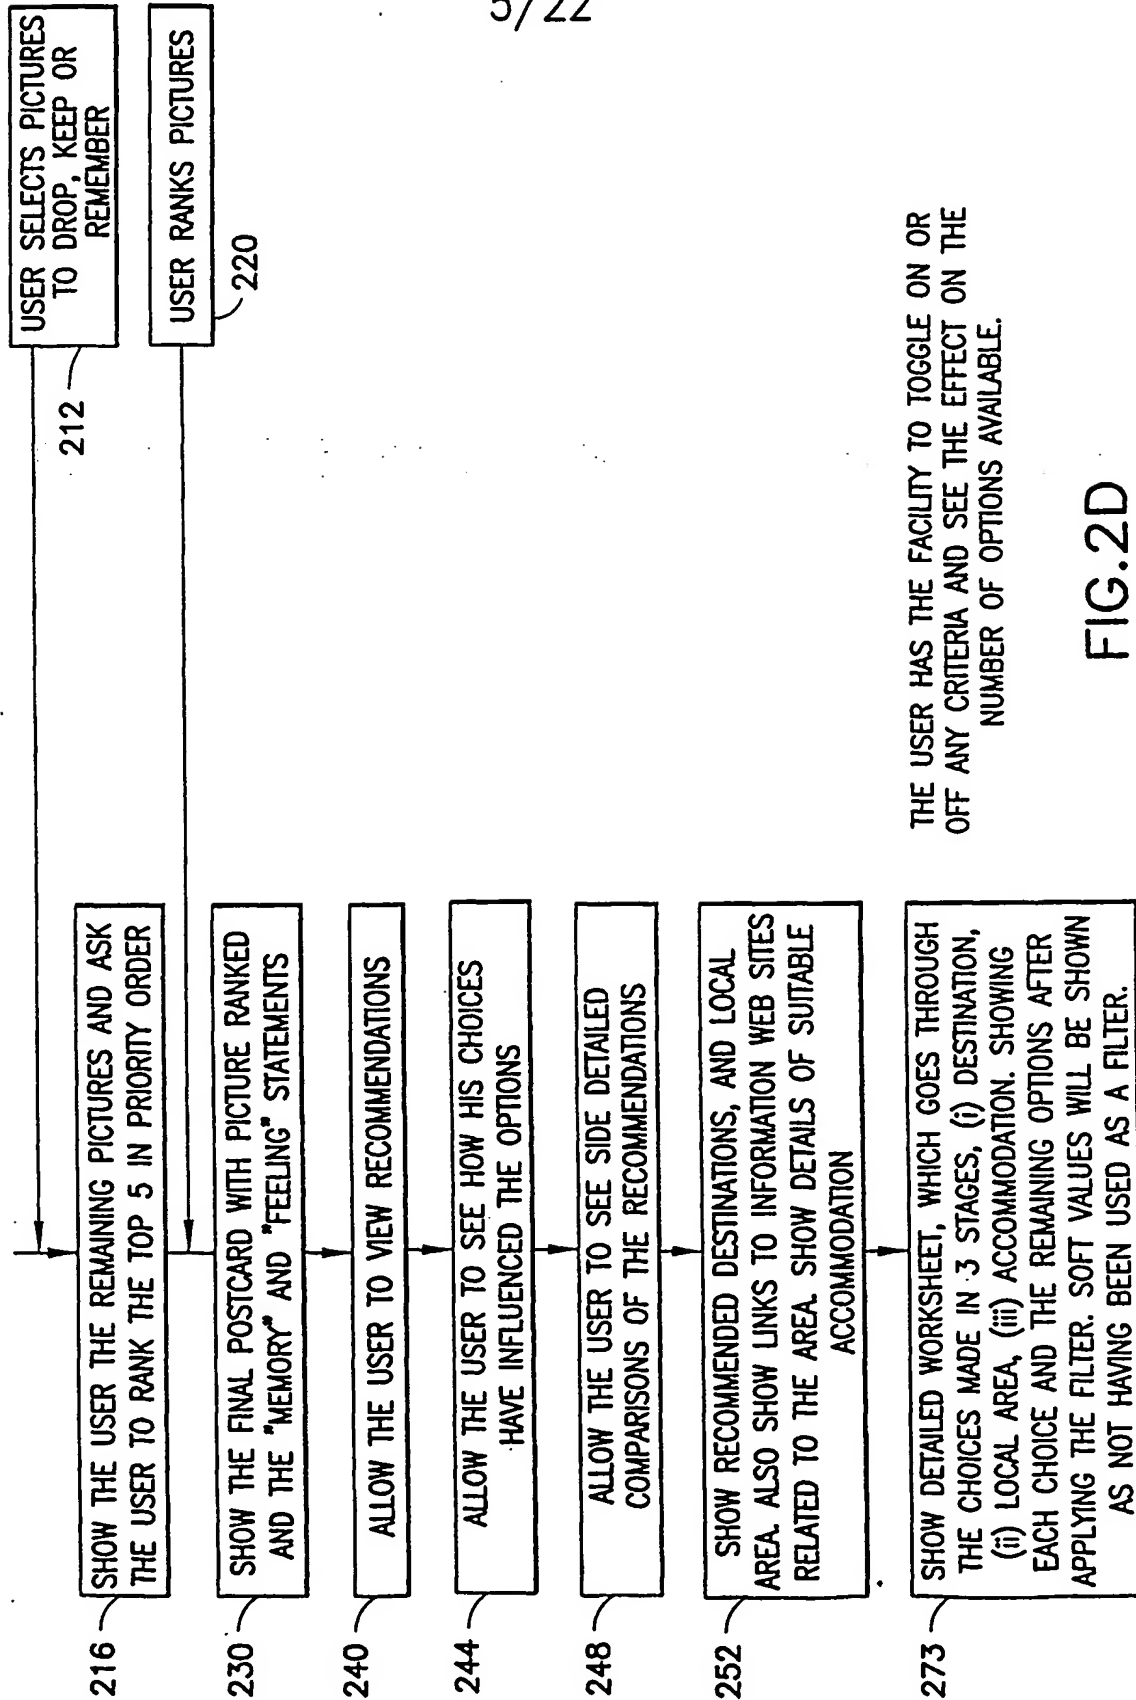 5/22
USER SELECTS PICTURES
TO DROP, KEEP OR
REMEMBER
212
USER RANKS PICTURES
220
216
SHOW THE USER THE REMAINING PICTURES AND ASK
THE USER TO RANK THE TOP 5 IN PRIORITY ORDER
230
SHOW THE FINAL POSTCARD WITH PICTURE RANKED
AND THE "MEMORY" AND "FEELING" STATEMENTS
240
ALLOW THE USER TO VIEW RECOMMENDATIONS
244
ALLOW THE USER TO SEE HOW HIS CHOICES
HAVE INFLUENCED THE OPTIONS
248
ALLOW THE USER TO SEE SIDE DETAILED
COMPARISONS OF THE RECOMMENDATIONS
252
SHOW RECOMMENDED DESTINATIONS, AND LOCAL
AREA. ALSO SHOW LINKS TO INFORMATION WEB SITES
RELATED TO THE AREA. SHOW DETAILS OF SUITABLE
ACCOMMODATION
273
SHOW DETAILED WORKSHEET, WHICH GOES THROUGH
THE CHOICES MADE IN 3 STAGES, (i) DESTINATION,
(ii) LOCAL AREA, (iii) ACCOMMODATION. SHOWING
EACH CHOICE AND THE REMAINING OPTIONS AFTER
APPLYING THE FILTER. SOFT VALUES WILL BE SHOWN
AS NOT HAVING BEEN USED AS A FILTER.
THE USER HAS THE FACILITY TO TOGGLE ON OR
OFF ANY CRITERIA AND SEE THE EFFECT ON THE
NUMBER OF OPTIONS AVAILABLE.
FIG.2D